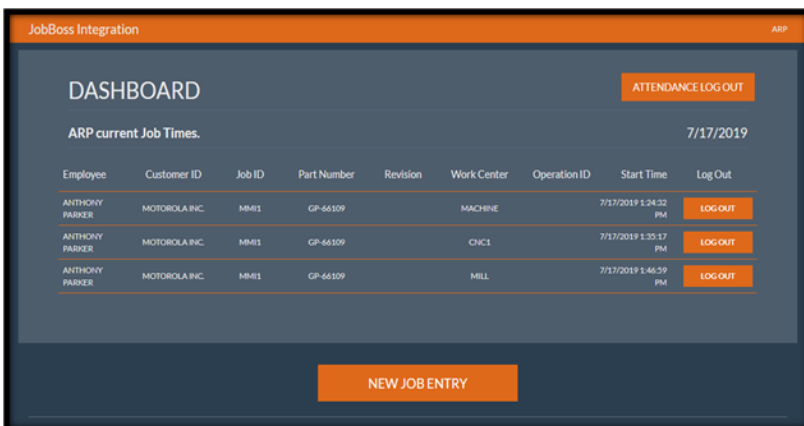 JobBoss Integration ARP
DASHBOARD ATTENDANCE LOG OUT
ARP current Job Times. 7/17/2019
Employee Customer ID Job ID Part Number Revision Work Center Operation ID Start Time Log Out
ANTHONY PARKER MOTOROLA INC. MMI1 GP-66109 MACHINE 7/17/2019 1:24:32 PM LOG OUT
ANTHONY PARKER MOTOROLA INC. MMI1 GP-66109 CNC1 7/17/2019 1:35:17 PM LOG OUT
ANTHONY PARKER MOTOROLA INC. MMI1 GP-66109 MILL 7/17/2019 1:46:59 PM LOG OUT
NEW JOB ENTRY